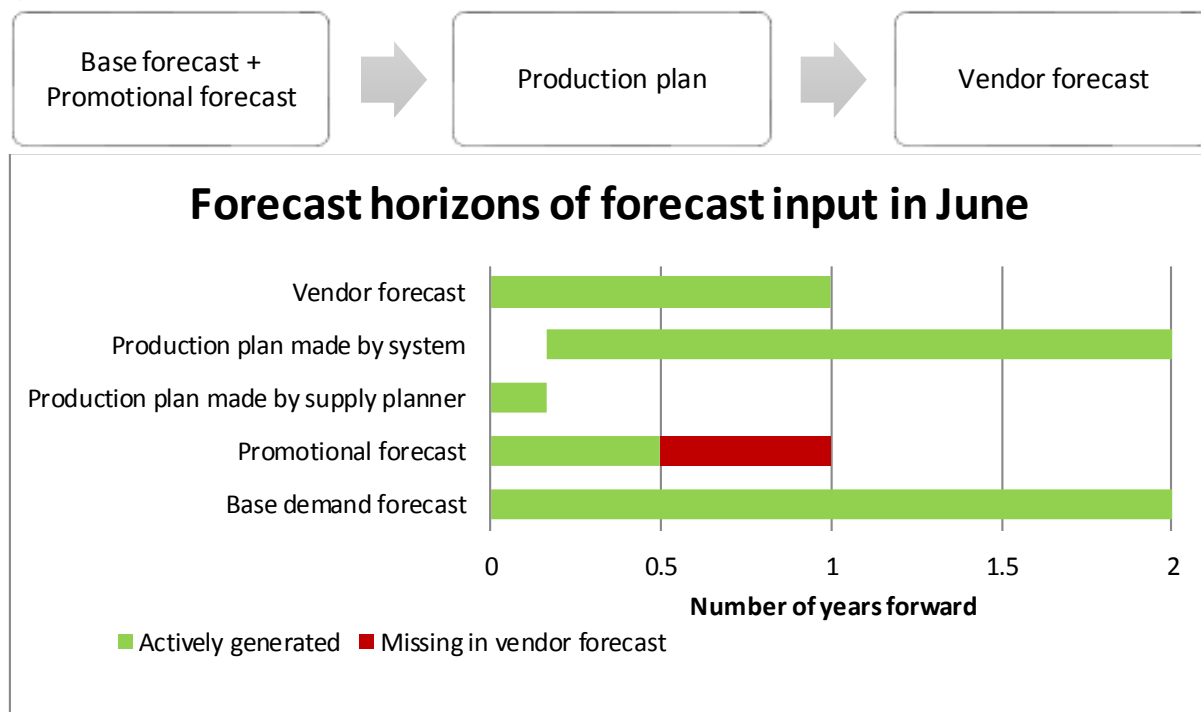 Base forecast +
Promotional forecast
Production plan
Vendor forecast
Forecast horizons of forecast input in June
Vendor forecast
Production plan made by system
Production plan made by supply planner
Promotional forecast
Base demand forecast
0 0.5 1 1.5 2
Number of years forward
Actively generated Missing in vendor forecast